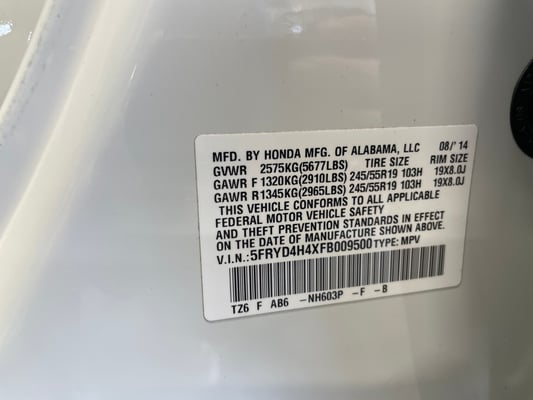 MFD. BY HONDA MFG. OF ALABAMA, LLC 08/'14
GVWR 2575KG(5677LBS) TIRE SIZE RIM SIZE
GAWR F 1320KG(2910LBS) 245/55R19 103H 19X8.0J
GAWR R 1345KG(2965LBS) 245/55R19 103H 19X8.0J
THIS VEHICLE CONFORMS TO ALL APPLICABLE
FEDERAL MOTOR VEHICLE SAFETY
AND THEFT PREVENTION STANDARDS IN EFFECT
ON THE DATE OF MANUFACTURE SHOWN ABOVE.
V.I.N.:5FRYD4H4XFB009500 TYPE: MPV
TZ6 F AB6 -NH603P -F -B